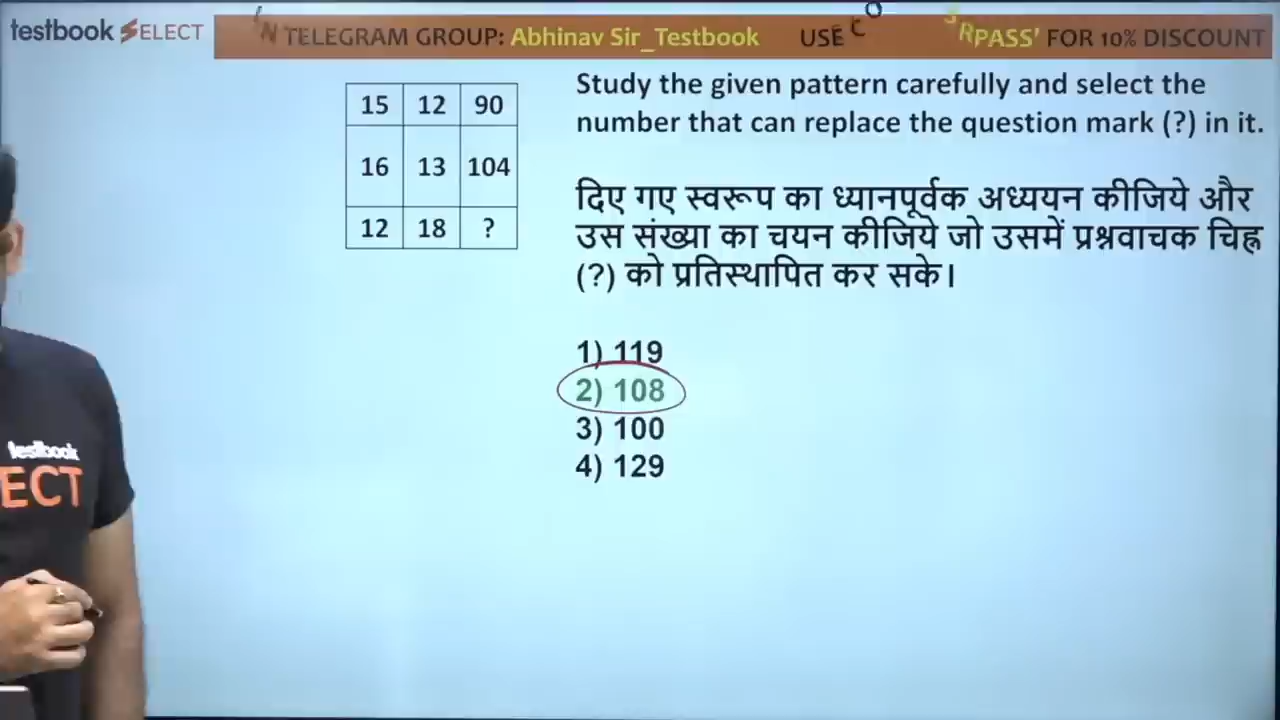 testbook SELECT
IN TELEGRAM GROUP: Abhinav Sir_Testbook USE FOR 10% DISCOUNT
15 12 90
16 13 104
12 18 ?
Study the given pattern carefully and select the
number that can replace the question mark (?) in it.
दिए गए स्वरूप का ध्यानपूर्वक अध्ययन कीजिये और
उस संख्या का चयन कीजिये जो उसमें प्रश्नवाचक चिह्न
(?) को प्रतिस्थापित कर सके।
1) 119
2) 108
3) 100
4) 129
testbook
ECT